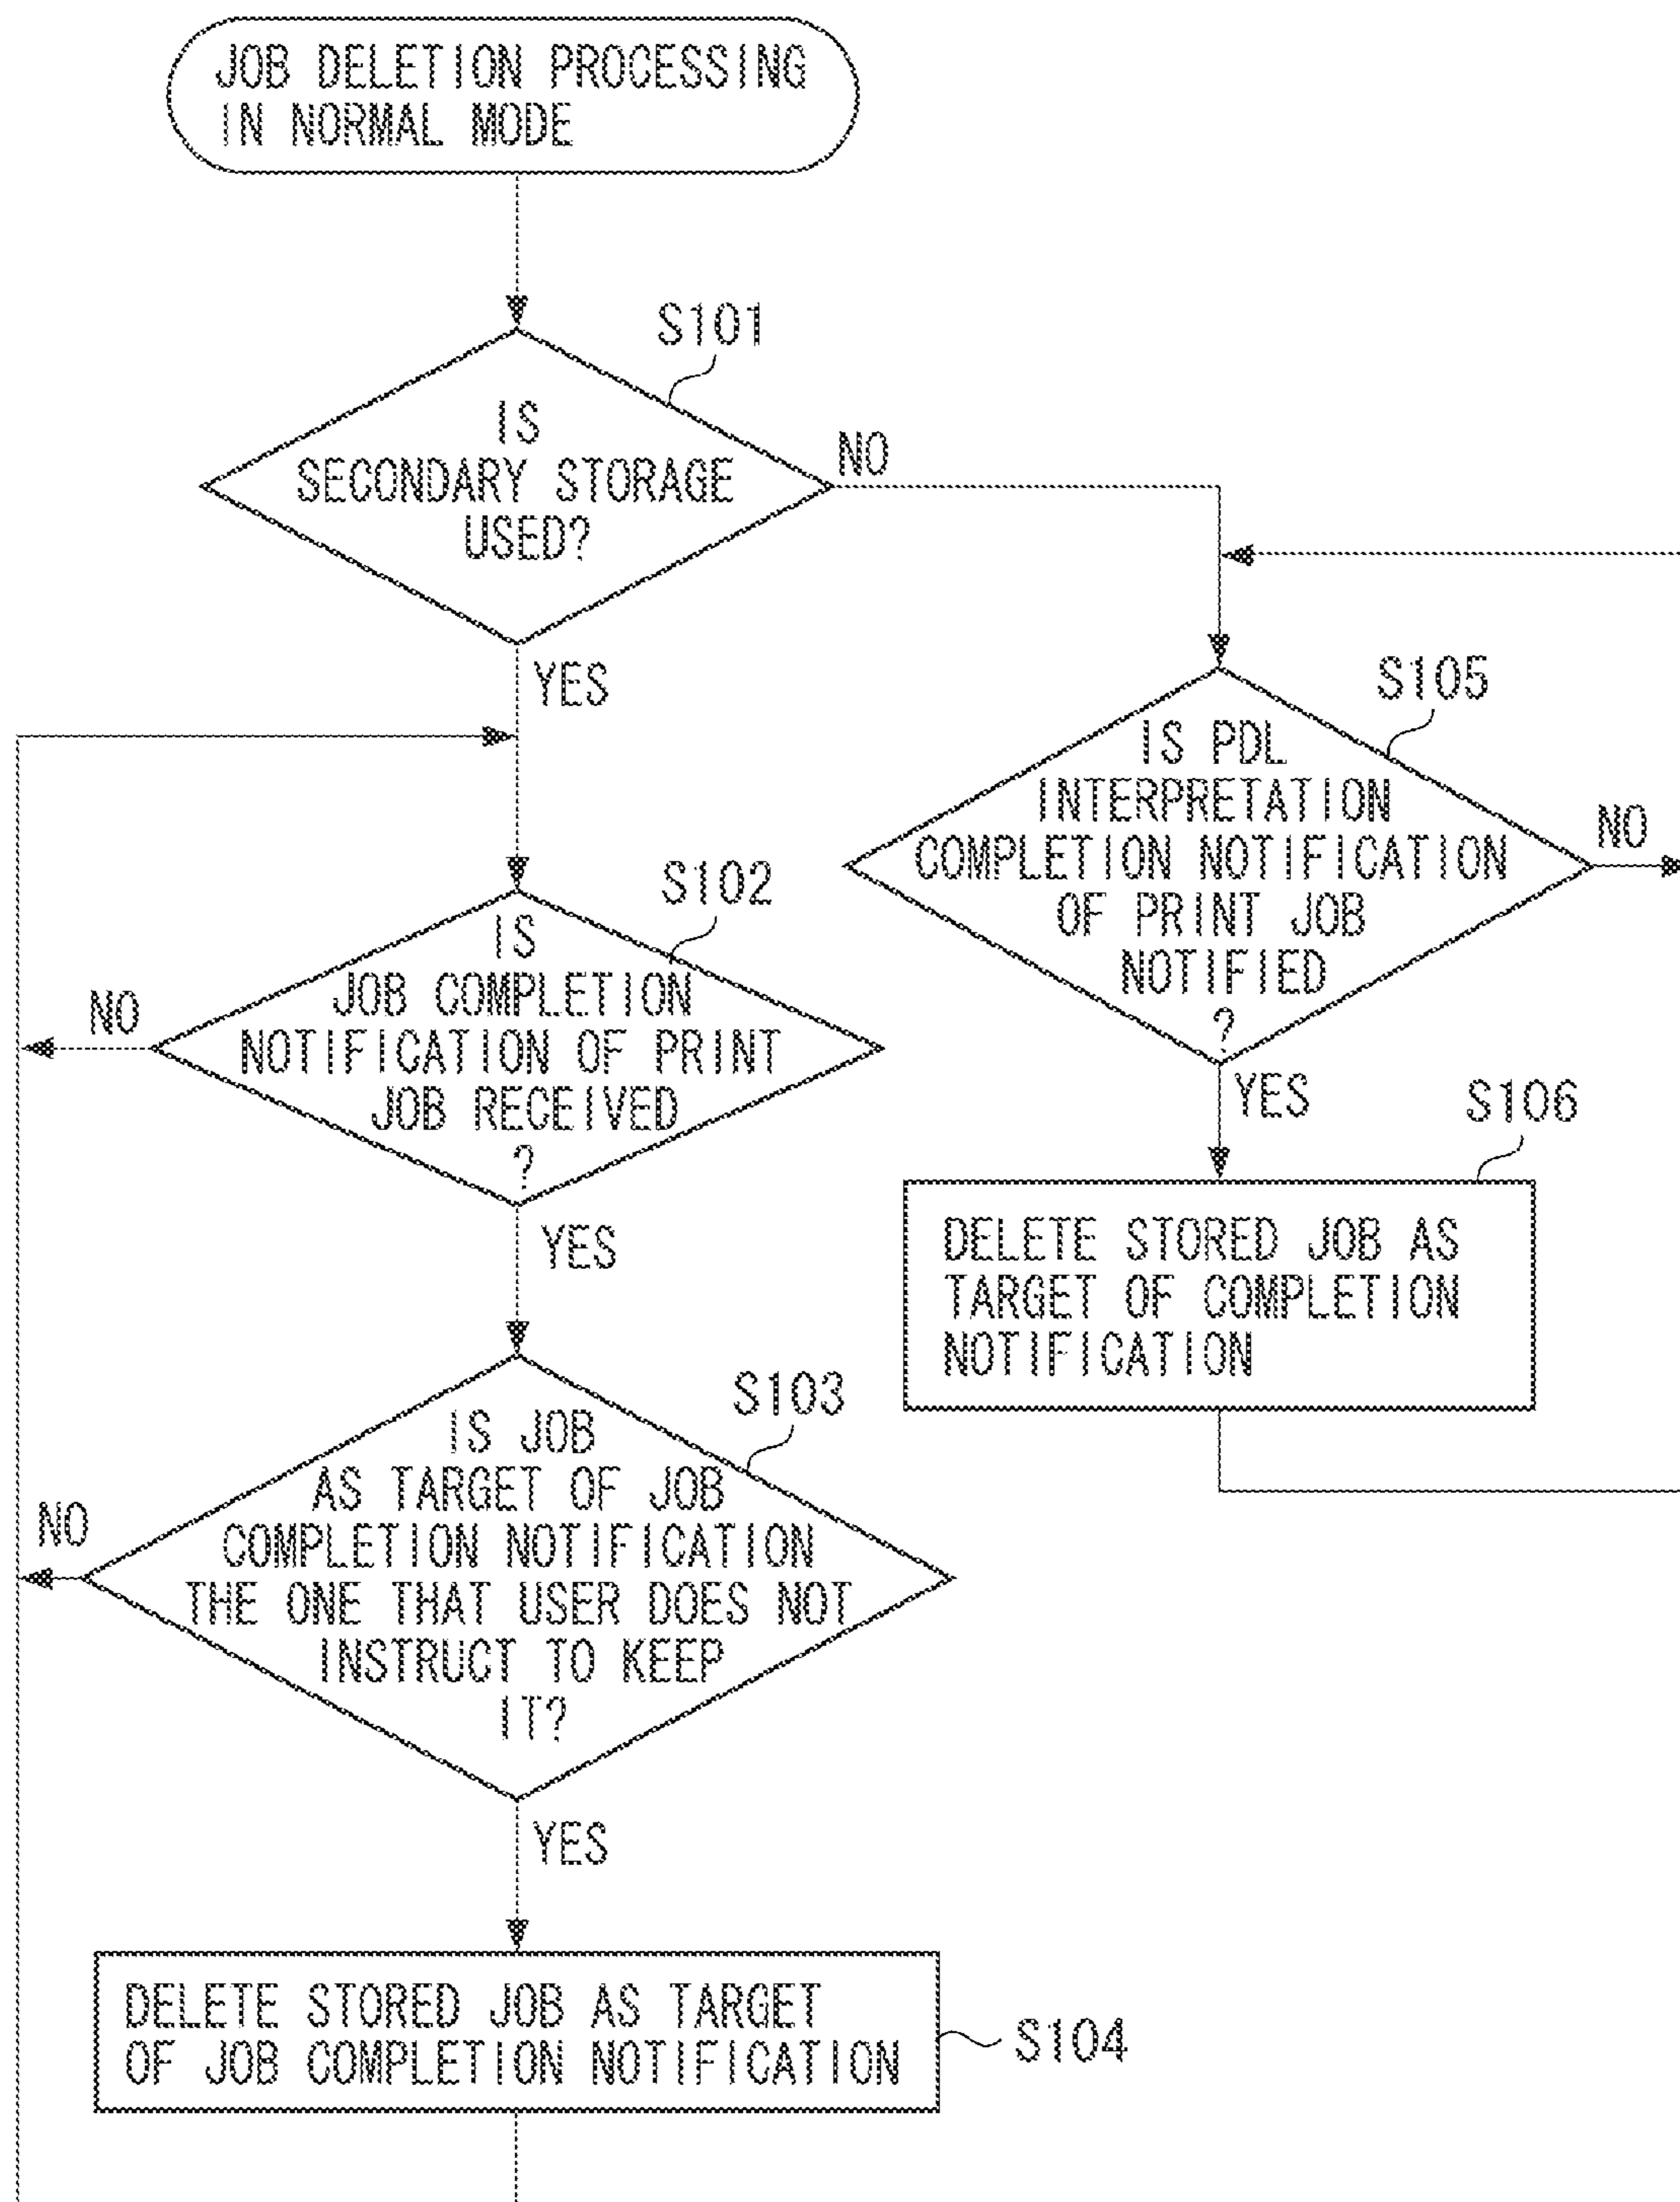 JOB DELETION PROCESSING
IN NORMAL MODE
S101
IS
SECONDARY STORAGE
USED?
NO
YES
S102
IS
JOB COMPLETION
NOTIFICATION OF PRINT
JOB RECEIVED
?
NO
YES
S103
IS JOB
AS TARGET OF JOB
COMPLETION NOTIFICATION
THE ONE THAT USER DOES NOT
INSTRUCT TO KEEP
IT?
NO
YES
DELETE STORED JOB AS TARGET
OF JOB COMPLETION NOTIFICATION
S104
S105
IS PDL
INTERPRETATION
COMPLETION NOTIFICATION
OF PRINT JOB
NOTIFIED
?
NO
YES
S106
DELETE STORED JOB AS
TARGET OF COMPLETION
NOTIFICATION